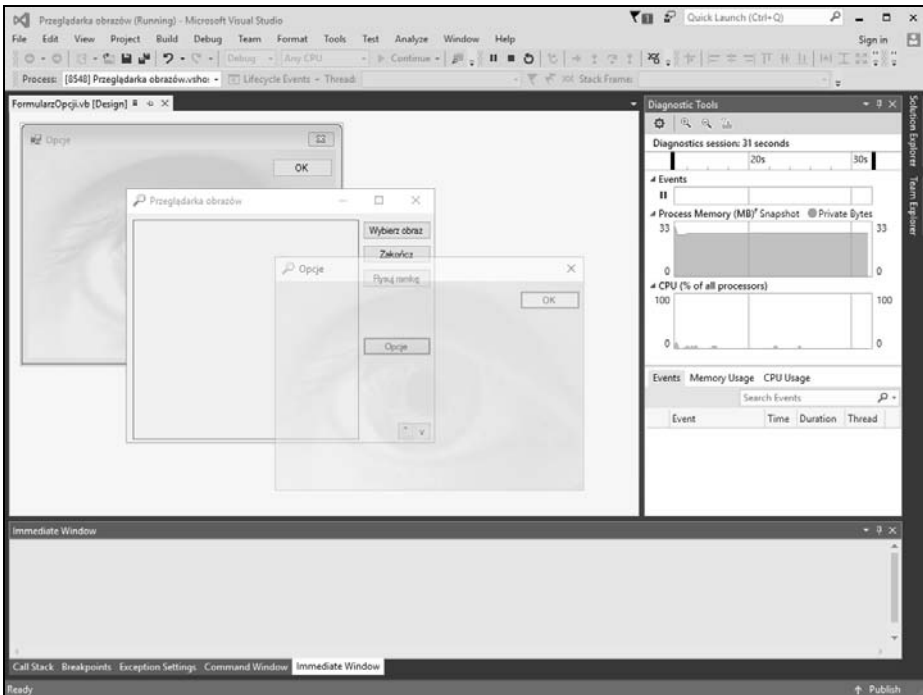 Przeglądarka obrazów (Running) - Microsoft Visual Studio
1
Quick Launch (Ctrl+Q)
File Edit View Project Build Debug Team Format Tools Test Analyze Window Help
Sign in
Debug Any CPU Continue
Process: [8548] Przeglądarka obrazów.vshos Lifecycle Events Thread: Stack Frame:
FormularzOpcji.vb [Design]
Opcje
OK
Przeglądarka obrazów
Wybierz obraz
Zakończ
Rysuj ramkę
Opcje
^ v
Opcje
OK
Diagnostic Tools
Diagnostics session: 31 seconds
20s 30s
Events
Process Memory (MB) Snapshot Private Bytes
33 33
0 0
CPU (% of all processors)
100 100
0 0
Events Memory Usage CPU Usage
Search Events
Event Time Duration Thread
Solution Explorer
Team Explorer
Immediate Window
Call Stack Breakpoints Exception Settings Command Window Immediate Window
Ready
Publish